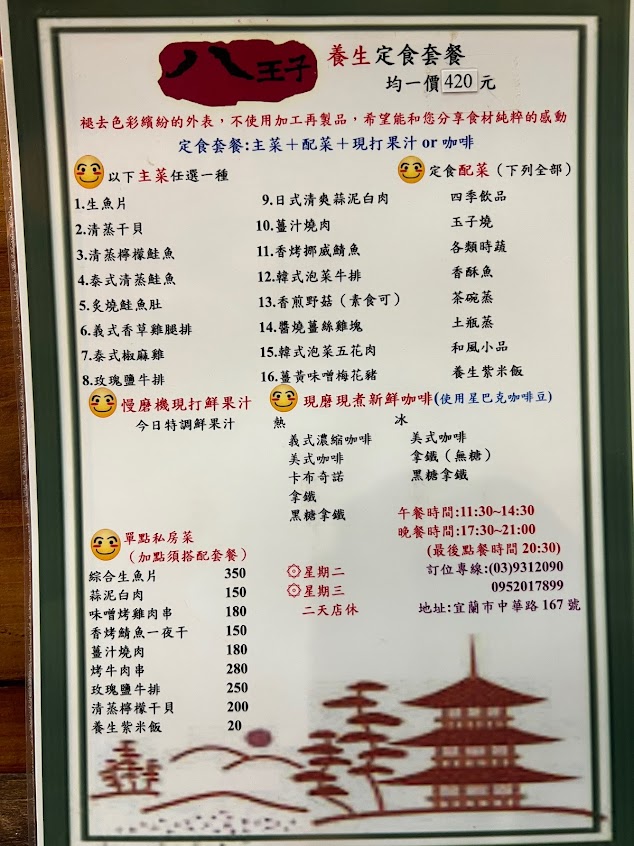 八王子 養生定食套餐
均一價420元
褪去色彩繽紛的外表，不使用加工再製品，希望能和您分享食材純粹的感動
定食套餐:主菜＋配菜＋現打果汁 or 咖啡
以下主菜任選一種
1.生魚片
2.清蒸干貝
3.清蒸檸檬鮭魚
4.泰式清蒸鮭魚
5.炙燒鮭魚肚
6.義式香草雞腿排
7.泰式椒麻雞
8.玫瑰鹽牛排
9.日式清爽蒜泥白肉
10.薑汁燒肉
11.香烤挪威鯖魚
12.韓式泡菜牛排
13.香煎野菇（素食可）
14.醬燒薑絲雞塊
15.韓式泡菜五花肉
16.薑黃味噌梅花豬
定食配菜（下列全部）
四季飲品
玉子燒
各類時蔬
香酥魚
茶碗蒸
土瓶蒸
和風小品
養生紫米飯
慢磨機現打鮮果汁
今日特調鮮果汁
現磨現煮新鮮咖啡(使用星巴克咖啡豆)
熱
義式濃縮咖啡
美式咖啡
卡布奇諾
拿鐵
黑糖拿鐵
冰
美式咖啡
拿鐵（無糖）
黑糖拿鐵
單點私房菜
（加點須搭配套餐）
綜合生魚片 350
蒜泥白肉 150
味噌烤雞肉串 180
香烤鯖魚一夜干 150
薑汁燒肉 180
烤牛肉串 280
玫瑰鹽牛排 250
清蒸檸檬干貝 200
養生紫米飯 20
星期二
星期三
二天店休
午餐時間:11:30~14:30
晚餐時間:17:30~21:00
(最後點餐時間 20:30)
訂位專線:(03)9312090
0952017899
地址:宜蘭市中華路 167 號